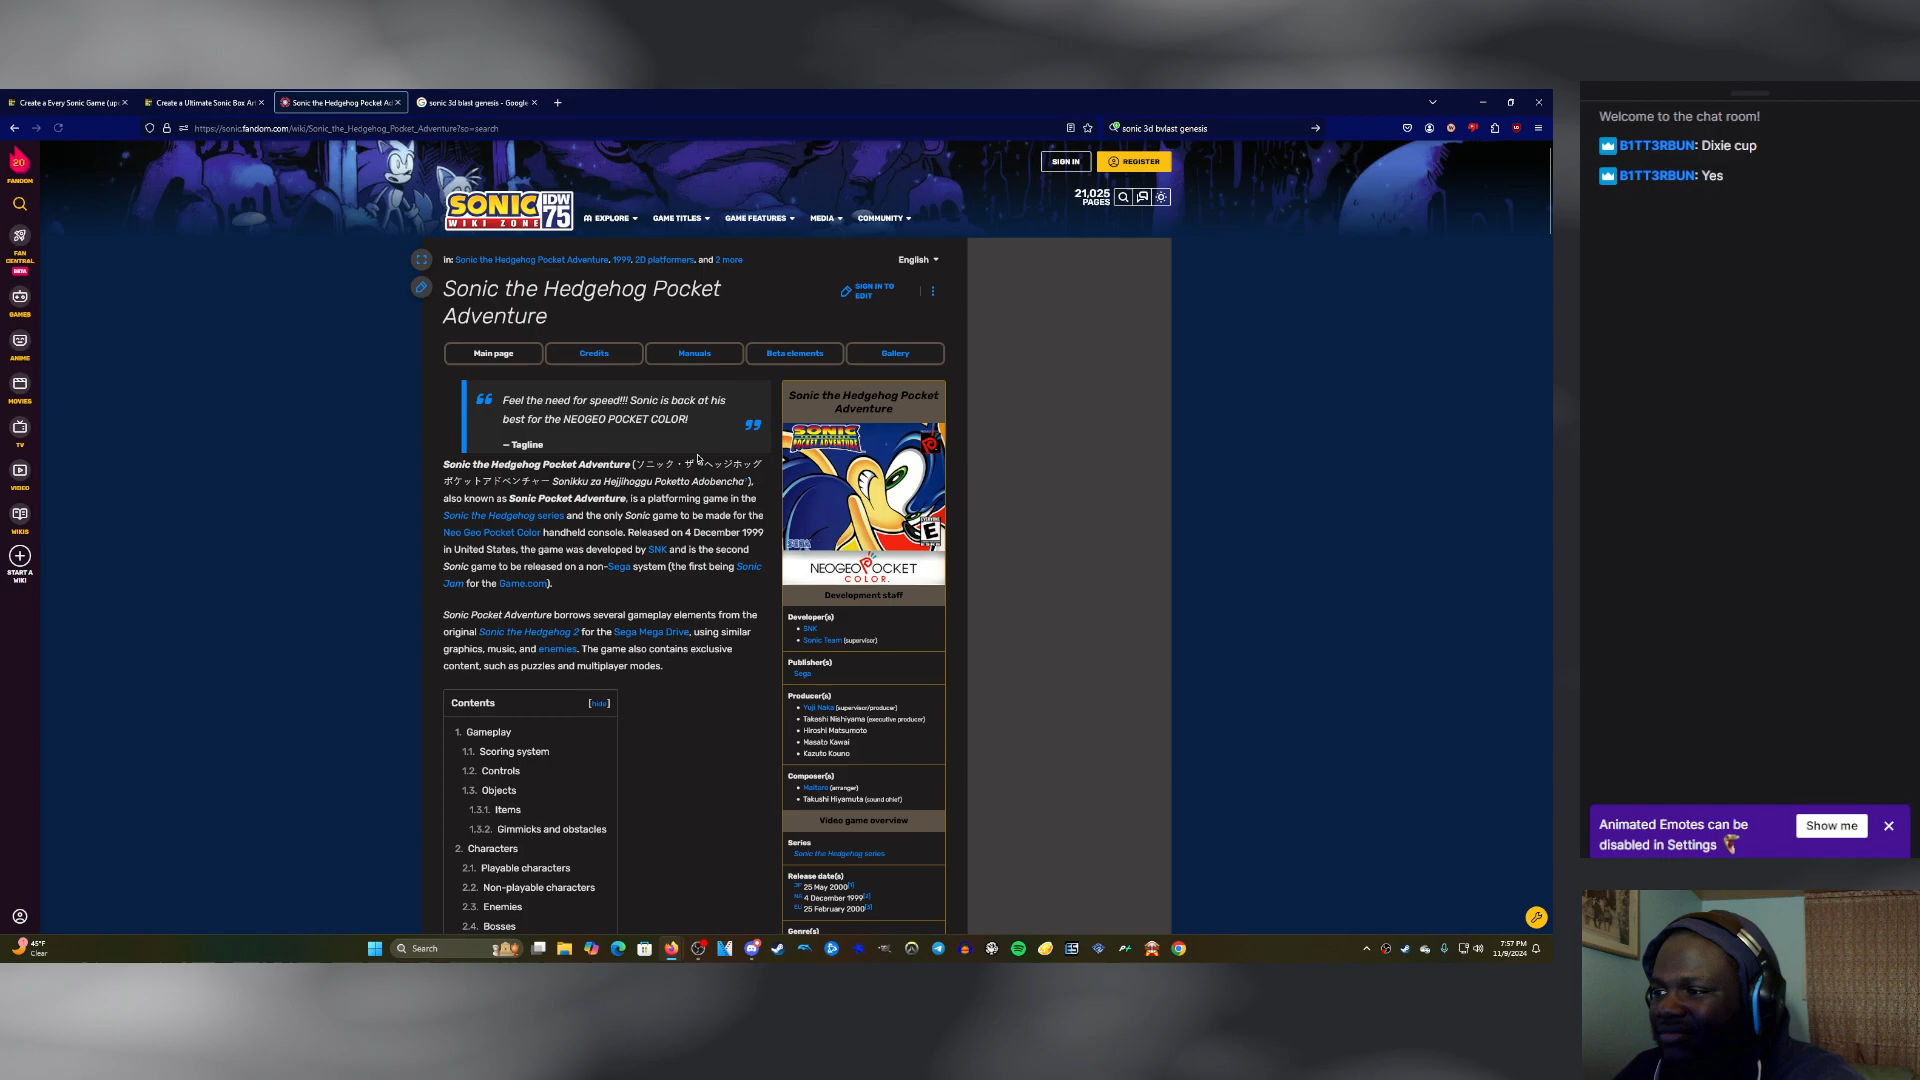 Create a Every Sonic Game (up
Create a Ultimate Sonic Box Ar
Sonic the Hedgehog Pocket Ad
sonic 3d blast genesis - Google
https://sonic.fandom.com/wiki/Sonic_the_Hedgehog_Pocket_Adventure?so=search
sonic 3d bvlast genesis
Welcome to the chat room!
B1TT3RBUN: Dixie cup
B1TT3RBUN: Yes
20
FANDOM
FAN CENTRAL
BETA
GAMES
ANIME
MOVIES
TV
VIDEO
WIKIS
START A WIKI
SIGN IN
REGISTER
SONIC IDW 75
WIKI ZONE
EXPLORE
GAME TITLES
GAME FEATURES
MEDIA
COMMUNITY
21,025
PAGES
in: Sonic the Hedgehog Pocket Adventure, 1999, 2D platformers, and 2 more
English
Sonic the Hedgehog Pocket
Adventure
SIGN IN TO
EDIT
Main page
Credits
Manuals
Beta elements
Gallery
Feel the need for speed!!! Sonic is back at his
best for the NEOGEO POCKET COLOR!
— Tagline
Sonic the Hedgehog Pocket Adventure (ソニック・ザ・ヘッジホッグ
ポケットアドベンチャー Sonikku za Hejjihoggu Poketto Adobenchā?),
also known as Sonic Pocket Adventure, is a platforming game in the
Sonic the Hedgehog series and the only Sonic game to be made for the
Neo Geo Pocket Color handheld console. Released on 4 December 1999
in United States, the game was developed by SNK and is the second
Sonic game to be released on a non-Sega system (the first being Sonic
Jam for the Game.com).
Sonic Pocket Adventure borrows several gameplay elements from the
original Sonic the Hedgehog 2 for the Sega Mega Drive, using similar
graphics, music, and enemies. The game also contains exclusive
content, such as puzzles and multiplayer modes.
Contents [hide]
1. Gameplay
1.1. Scoring system
1.2. Controls
1.3. Objects
1.3.1. Items
1.3.2. Gimmicks and obstacles
2. Characters
2.1. Playable characters
2.2. Non-playable characters
2.3. Enemies
2.4. Bosses
Sonic the Hedgehog Pocket
Adventure
SONIC
POCKET ADVENTURE
EVERYONE
E
SEGA
NEOGEO POCKET
COLOR.
Development staff
Developer(s)
SNK
Sonic Team (supervisor)
Publisher(s)
Sega
Producer(s)
Yuji Naka (supervisor/producer)
Takashi Nishiyama (executive producer)
Hiroshi Matsumoto
Masato Kawai
Kazuto Kouno
Composer(s)
Maitaro (arranger)
Takushi Hiyamuta (sound chief)
Video game overview
Series
Sonic the Hedgehog series
Release date(s)
JP 25 May 2000[1]
NA 4 December 1999[2]
EU 25 February 2000[3]
Genre(s)
Animated Emotes can be
disabled in Settings
Show me
45°F
Clear
Search
7:57 PM
11/9/2024